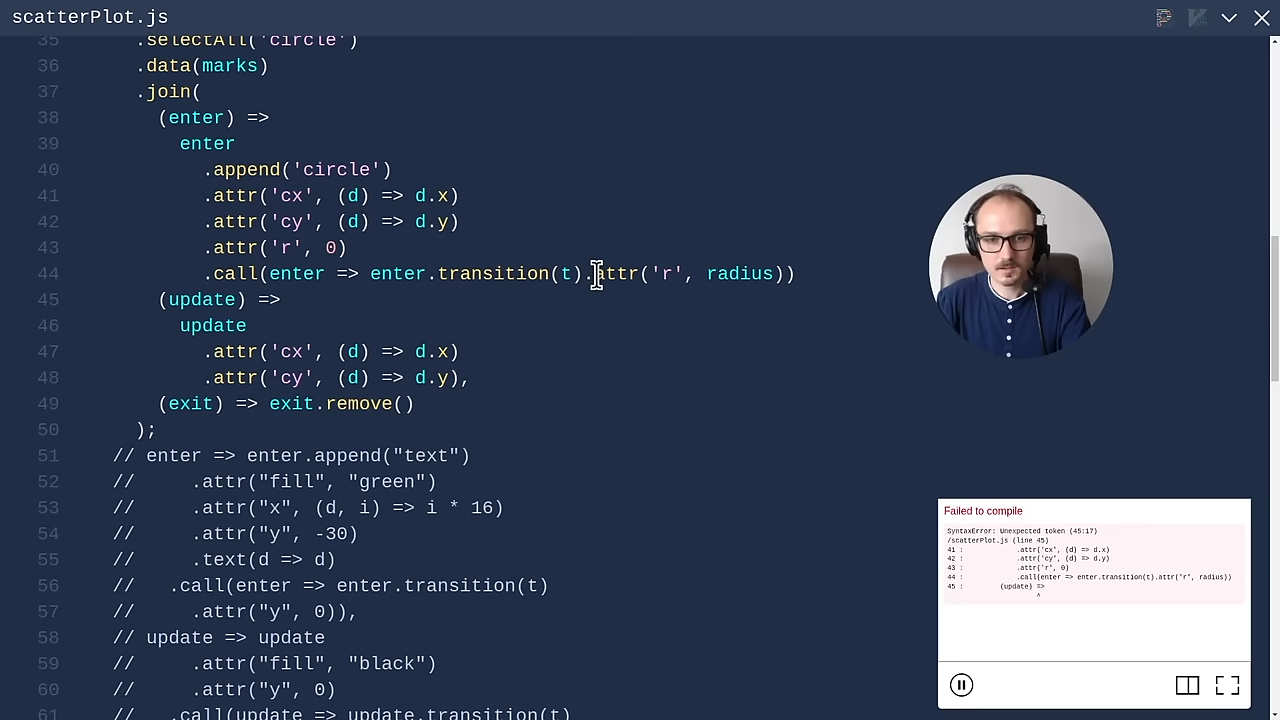 scatterPlot.js
35 .selectAll('circle')
36 .data(marks)
37 .join(
38 (enter) =>
39 enter
40 .append('circle')
41 .attr('cx', (d) => d.x)
42 .attr('cy', (d) => d.y)
43 .attr('r', 0)
44 .call(enter => enter.transition(t).attr('r', radius))
45 (update) =>
46 update
47 .attr('cx', (d) => d.x)
48 .attr('cy', (d) => d.y),
49 (exit) => exit.remove()
50 );
51 // enter => enter.append("text")
52 // .attr("fill", "green")
53 // .attr("x", (d, i) => i * 16)
54 // .attr("y", -30)
55 // .text(d => d)
56 // .call(enter => enter.transition(t)
57 // .attr("y", 0)),
58 // update => update
59 // .attr("fill", "black")
60 // .attr("y", 0)
61 // .call(update => update.transition(t)
Failed to compile
SyntaxError: Unexpected token (45:17)
/scatterPlot.js (line 45)
41 : .attr('cx', (d) => d.x)
42 : .attr('cy', (d) => d.y)
43 : .attr('r', 0)
44 : .call(enter => enter.transition(t).attr('r', radius))
45 : (update) =>
^